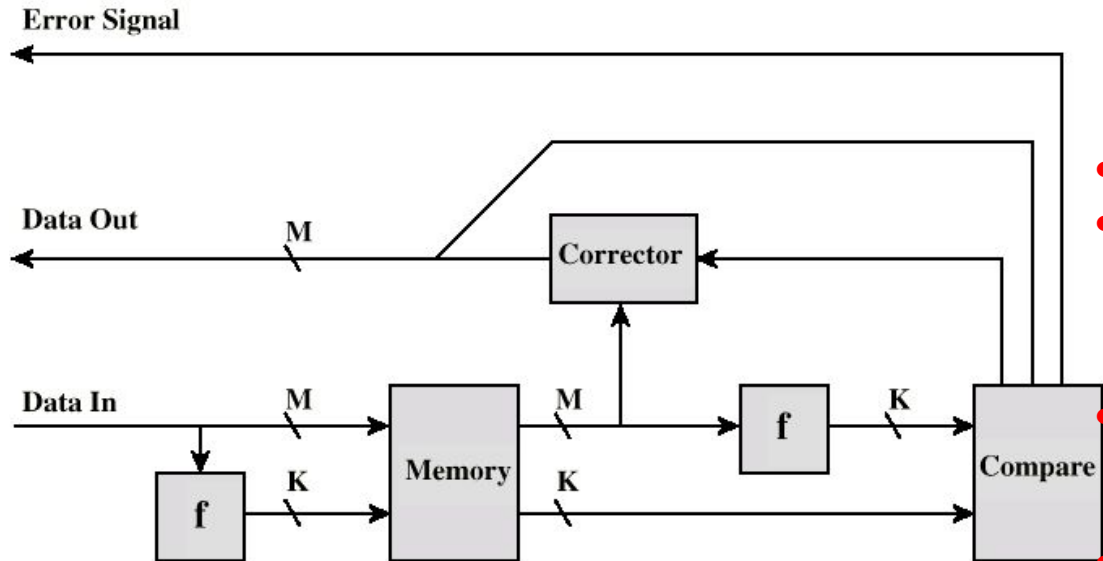 Error Signal
Data Out
M
Corrector
Data In
M
M
K
f
Memory
Compare
K
K
f